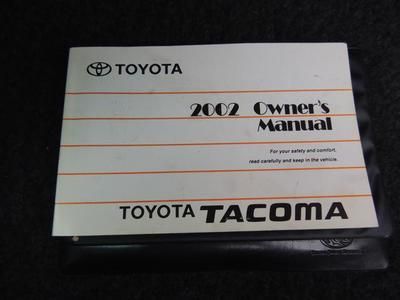 TOYOTA
2002 Owner's
Manual
For your safety and comfort,
read carefully and keep in the vehicle.
TOYOTA TACOMA